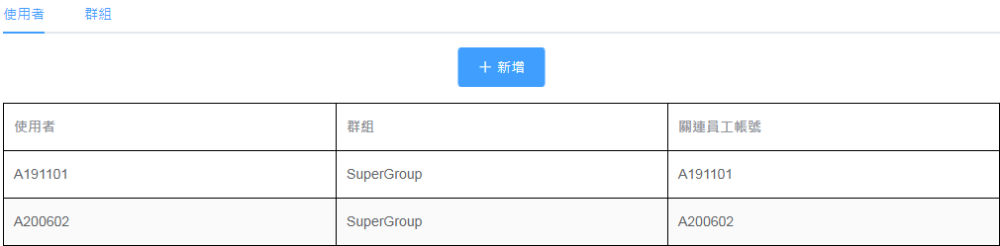 使用者 群組
＋ 新增
使用者 群組 關連員工帳號
A191101 SuperGroup A191101
A200602 SuperGroup A200602